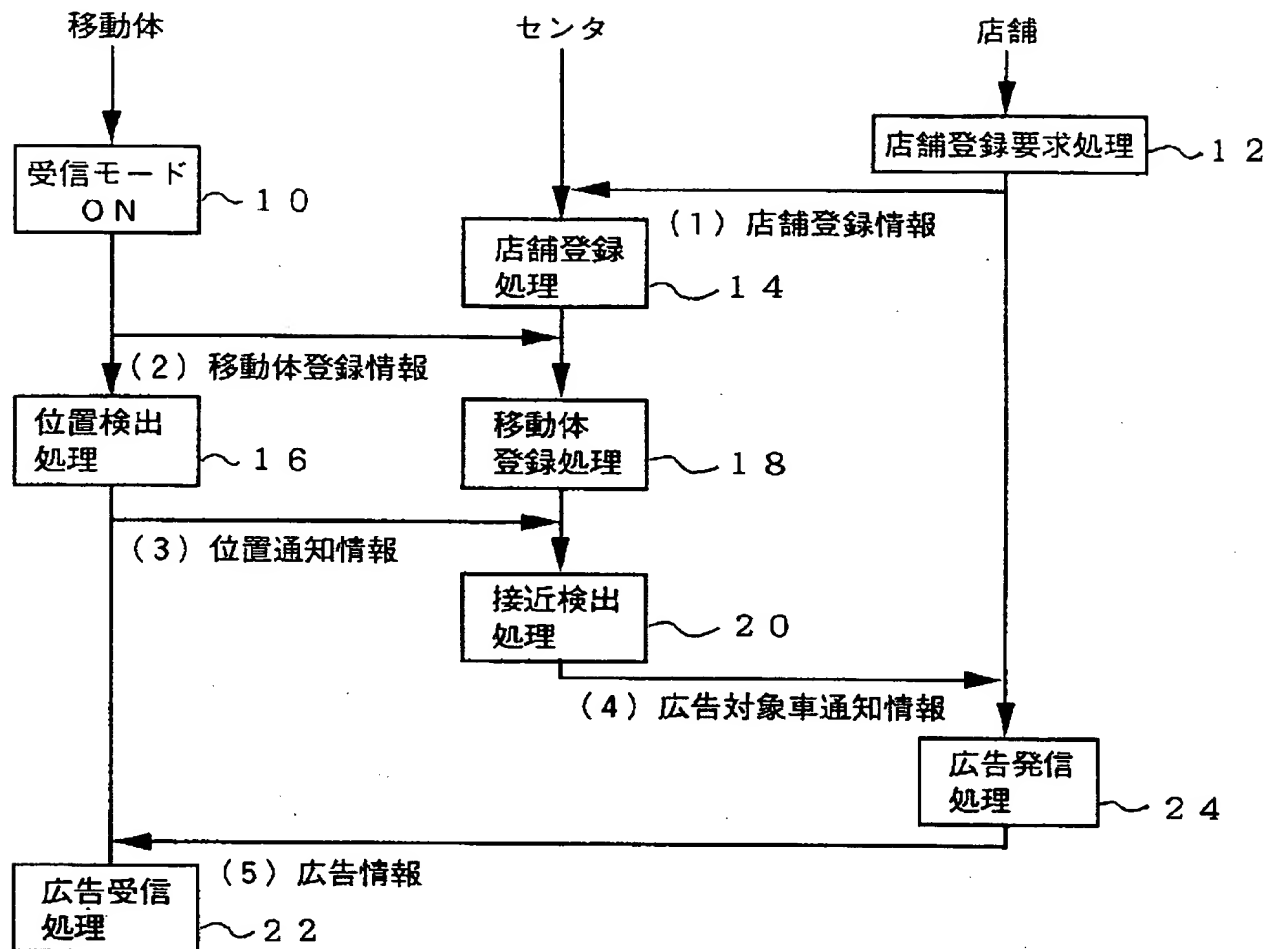 移動体
センタ
店舗
店舗登録要求処理
12
受信モード
ON
10
(1) 店舗登録情報
店舗登録
処理
14
(2) 移動体登録情報
位置検出
処理
16
移動体
登録処理
18
(3) 位置通知情報
接近検出
処理
20
(4) 広告対象車通知情報
広告発信
処理
24
(5) 広告情報
広告受信
処理
22